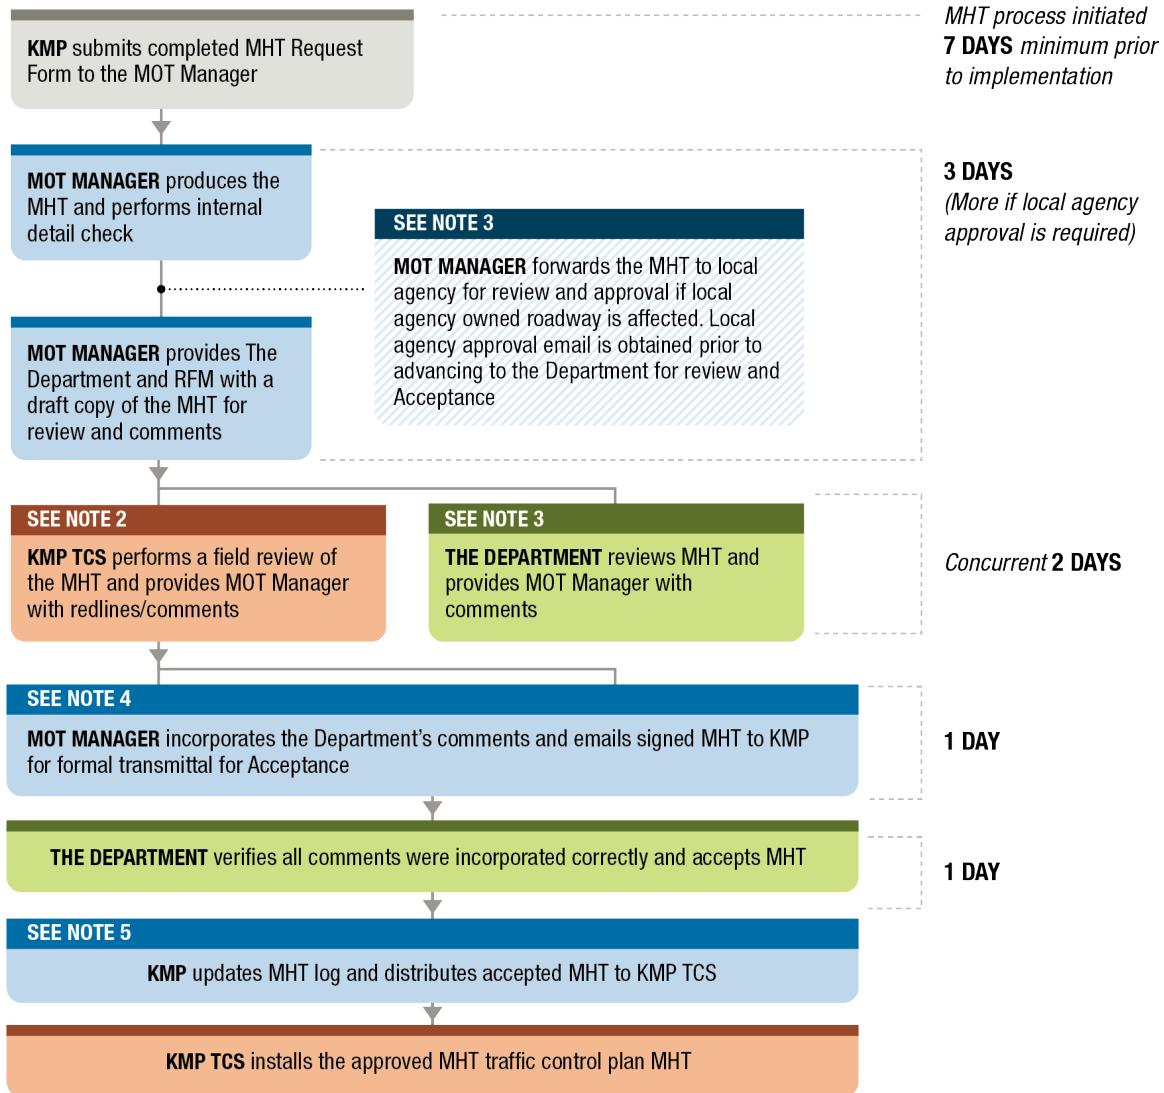 KMP submits completed MHT Request
Form to the MOT Manager
MHT process initiated
7 DAYS minimum prior
to implementation
MOT MANAGER produces the
MHT and performs internal
detail check
3 DAYS
(More if local agency
approval is required)
SEE NOTE 3
MOT MANAGER forwards the MHT to local
agency for review and approval if local
agency owned roadway is affected. Local
agency approval email is obtained prior to
advancing to the Department for review and
Acceptance
MOT MANAGER provides The
Department and RFM with a
draft copy of the MHT for
review and comments
SEE NOTE 2
KMP TCS performs a field review of
the MHT and provides MOT Manager
with redlines/comments
SEE NOTE 3
THE DEPARTMENT reviews MHT and
provides MOT Manager with
comments
Concurrent 2 DAYS
SEE NOTE 4
MOT MANAGER incorporates the Department’s comments and emails signed MHT to KMP
for formal transmittal for Acceptance
1 DAY
THE DEPARTMENT verifies all comments were incorporated correctly and accepts MHT
1 DAY
SEE NOTE 5
KMP updates MHT log and distributes accepted MHT to KMP TCS
KMP TCS installs the approved MHT traffic control plan MHT